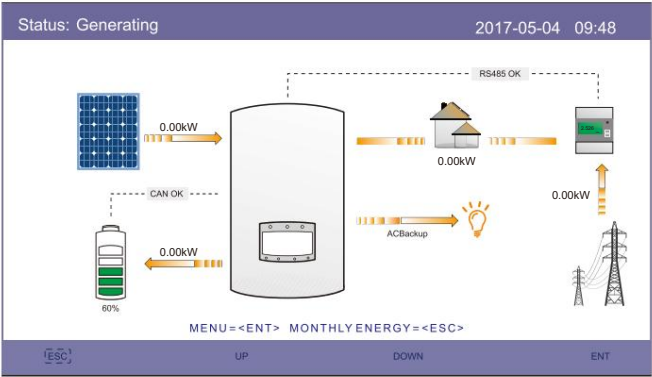 Status: Generating 2017-05-04 09:48
RS485 OK
0.00kW
0.00kW
CAN OK
0.00kW
0.00kW
ACBackup
60%
MENU=<ENT> MONTHLY ENERGY=<ESC>
ESC UP DOWN ENT